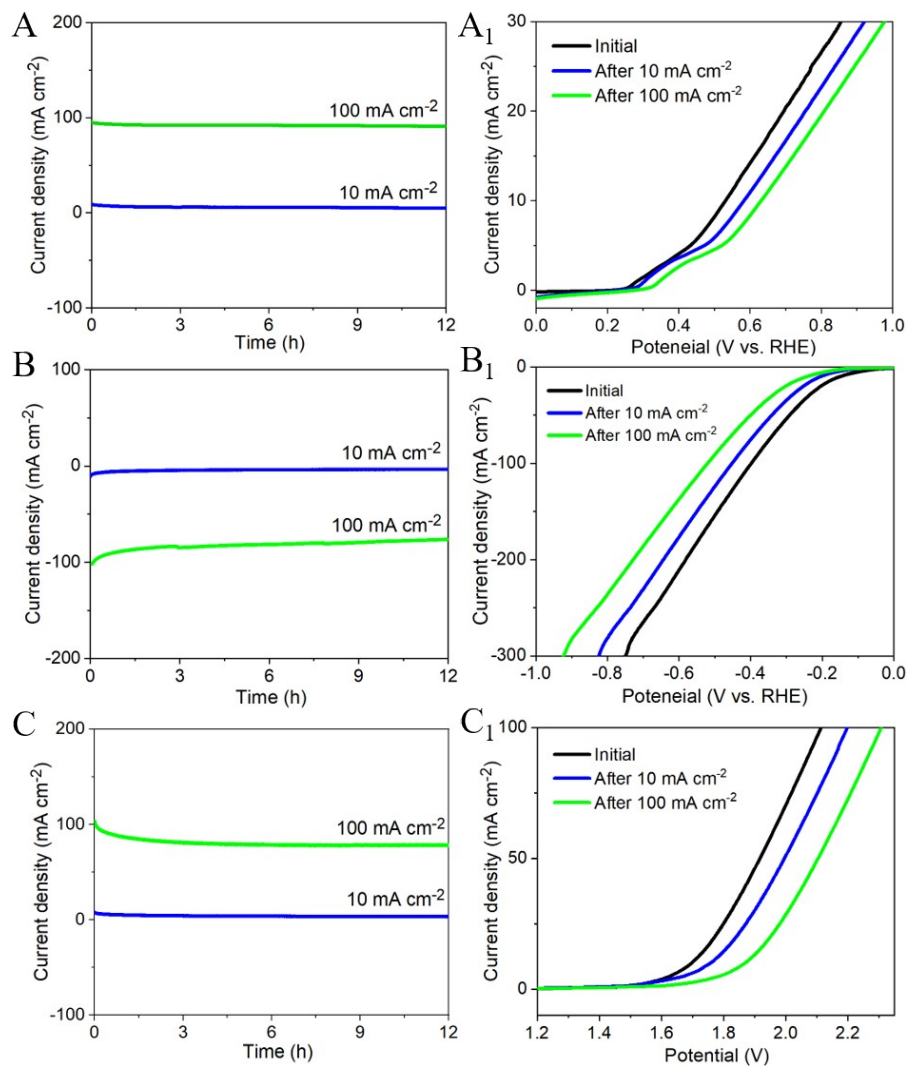 A
200
100
0
-100
Current density (mA cm-2)
100 mA cm-2
10 mA cm-2
0 3 6 9 12
Time (h)
A1
30
20
10
0
Current density (mA cm-2)
Initial
After 10 mA cm-2
After 100 mA cm-2
0.0 0.2 0.4 0.6 0.8 1.0
Poteneial (V vs. RHE)
B
100
0
-100
-200
Current density (mA cm-2)
10 mA cm-2
100 mA cm-2
0 3 6 9 12
Time (h)
B1
0
-100
-200
-300
Current density (mA cm-2)
Initial
After 10 mA cm-2
After 100 mA cm-2
-1.0 -0.8 -0.6 -0.4 -0.2 0.0
Poteneial (V vs. RHE)
C
200
100
0
-100
Current density (mA cm-2)
100 mA cm-2
10 mA cm-2
0 3 6 9 12
Time (h)
C1
100
50
0
Current density (mA cm-2)
Initial
After 10 mA cm-2
After 100 mA cm-2
1.2 1.4 1.6 1.8 2.0 2.2
Potential (V)